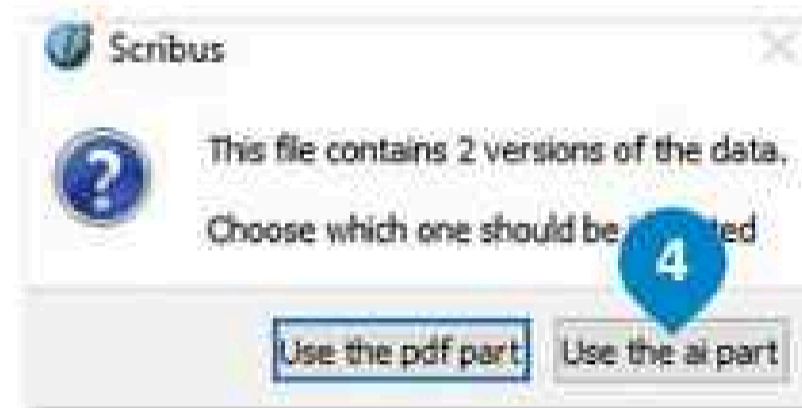 Scribus
This file contains 2 versions of the data.
Choose which one should be
4
Use the pdf part
Use the ai part